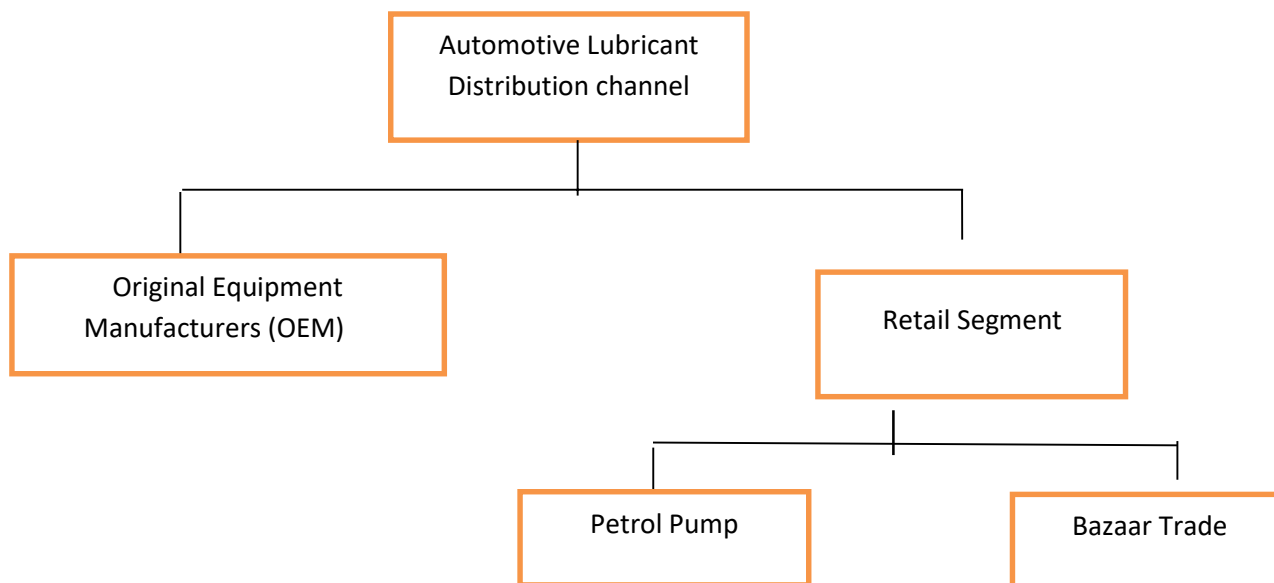 Automotive Lubricant
Distribution channel
Original Equipment
Manufacturers (OEM)
Retail Segment
Petrol Pump
Bazaar Trade